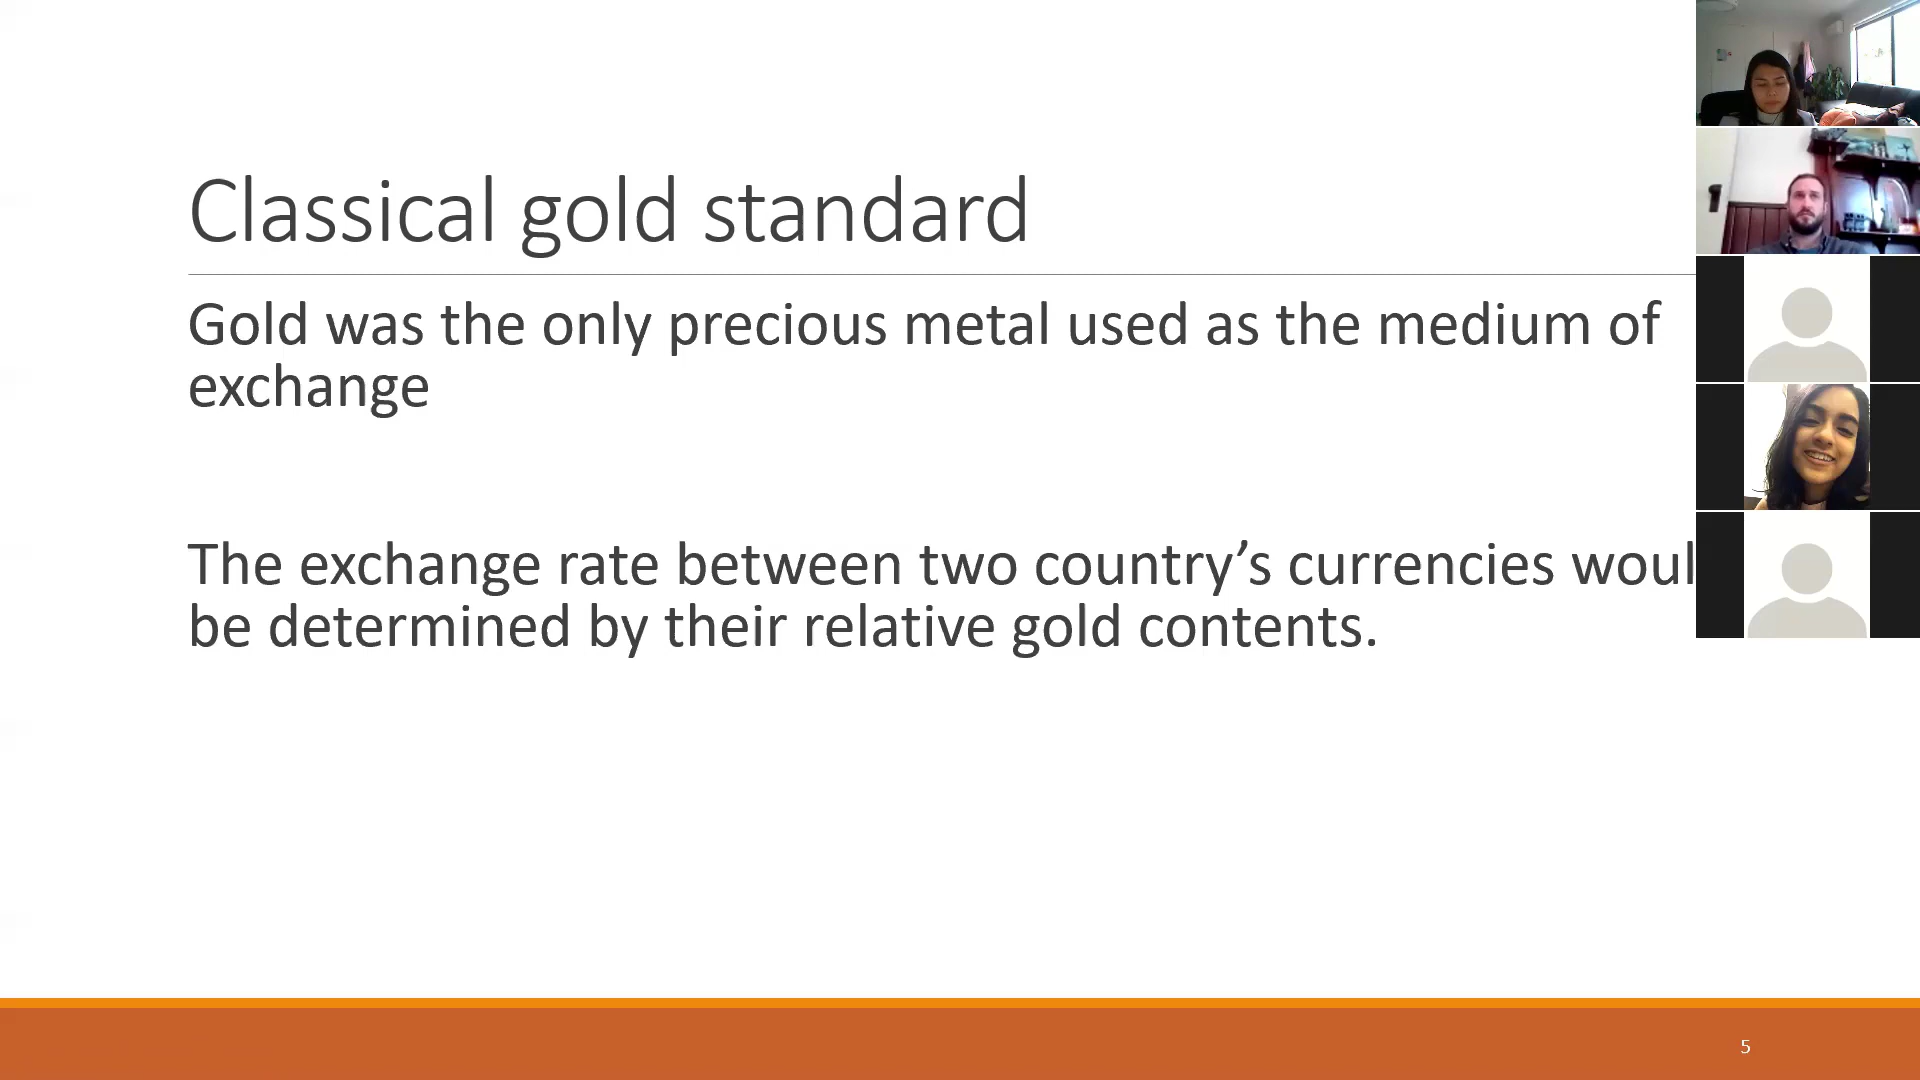 Classical gold standard
Gold was the only precious metal used as the medium of
exchange
The exchange rate between two country’s currencies woul
be determined by their relative gold contents.
5